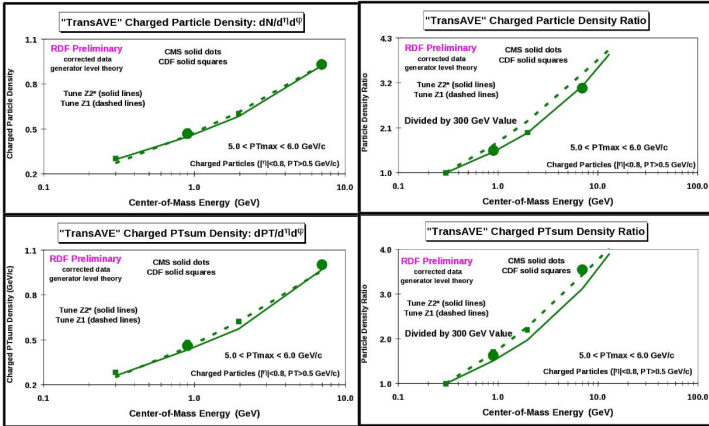 "TransAVE" Charged Particle Density: dN/dηdφ
1.1
0.8
0.5
0.2
Charged Particle Density
RDF Preliminary
corrected data
generator level theory
CMS solid dots
CDF solid squares
Tune Z2* (solid lines)
Tune Z1 (dashed lines)
5.0 < PTmax < 6.0 GeV/c
Charged Particles (|η|<0.8, PT>0.5 GeV/c)
0.1 1.0 10.0
Center-of-Mass Energy (GeV)
"TransAVE" Charged Particle Density Ratio
4.3
3.2
2.1
1.0
Particle Density Ratio
RDF Preliminary
corrected data
generator level theory
CMS solid dots
CDF solid squares
Tune Z2* (solid lines)
Tune Z1 (dashed lines)
Divided by 300 GeV Value
5.0 < PTmax < 6.0 GeV/c
Charged Particles (|η|<0.8, PT>0.5 GeV/c)
0.1 1.0 10.0 100.0
Center-of-Mass Energy (GeV)
"TransAVE" Charged PTsum Density: dPT/dηdφ
1.1
0.8
0.5
0.2
Charged PTsum Density (GeV/c)
RDF Preliminary
corrected data
generator level theory
CMS solid dots
CDF solid squares
Tune Z2* (solid lines)
Tune Z1 (dashed lines)
5.0 < PTmax < 6.0 GeV/c
Charged Particles (|η|<0.8, PT>0.5 GeV/c)
0.1 1.0 10.0
Center-of-Mass Energy (GeV)
"TransAVE" Charged PTsum Density Ratio
4.0
3.0
2.0
1.0
Particle Density Ratio
RDF Preliminary
corrected data
generator level theory
CMS solid dots
CDF solid squares
Tune Z2* (solid lines)
Tune Z1 (dashed lines)
Divided by 300 GeV Value
5.0 < PTmax < 6.0 GeV/c
Charged Particles (|η|<0.8, PT>0.5 GeV/c)
0.1 1.0 10.0 100.0
Center-of-Mass Energy (GeV)